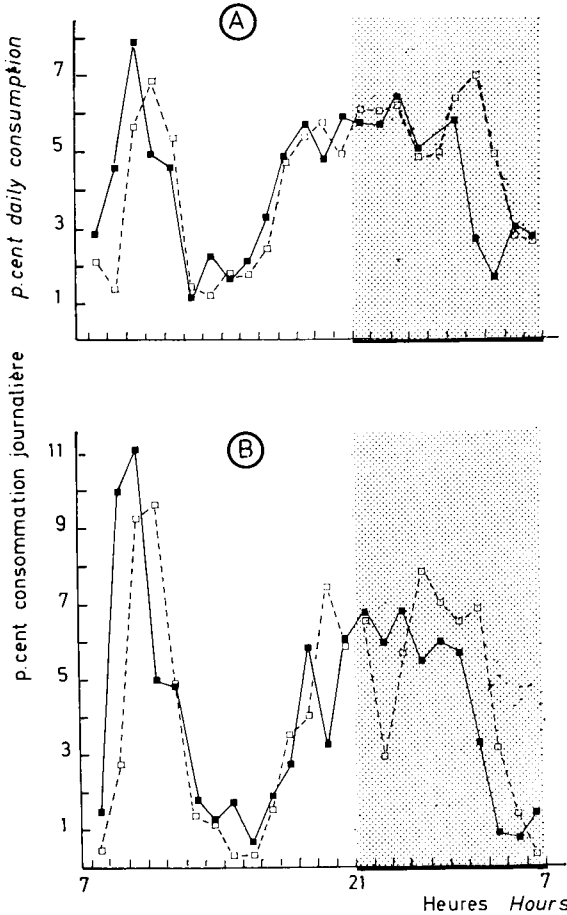 A
p.cent daily consumption
7
5
3
1
p.cent consommation journalière
B
11
9
7
5
3
1
7
21
7
Heures Hours